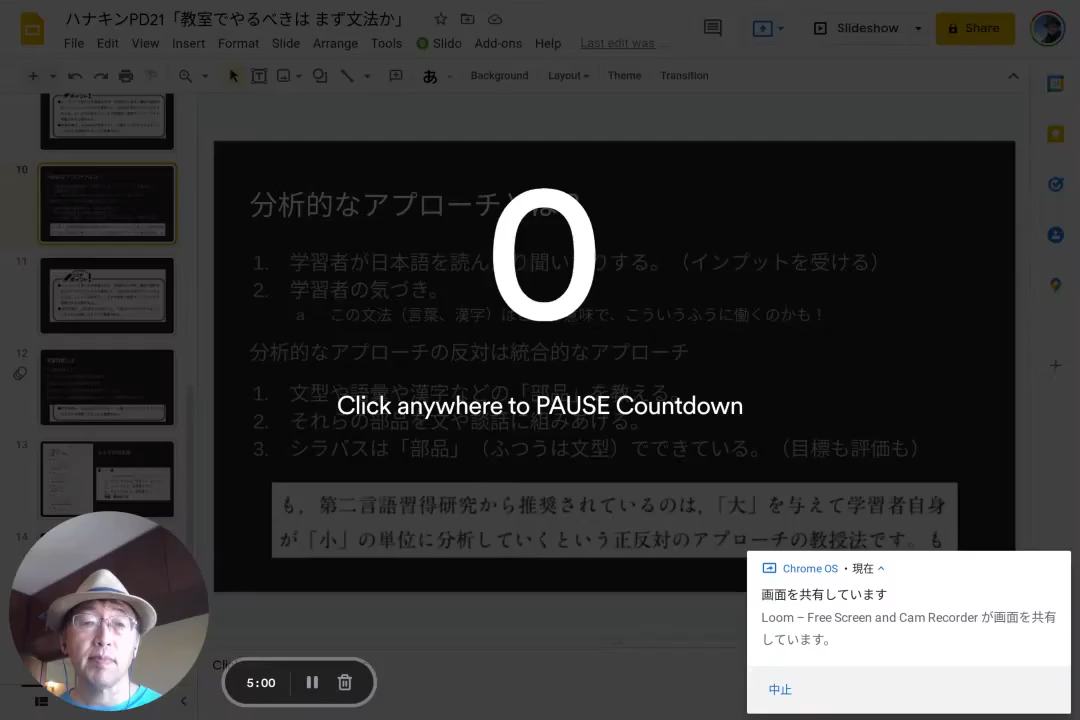 ハナキンPD21「教室でやるべきは まず文法か」
File Edit View Insert Format Slide Arrange Tools Slido Add-ons Help Last edit was ...
Slideshow
Share
あ
Background Layout Theme Transition
10
11
12
13
14
分析的なアプローチとは?
1. 学習者が日本語を読んだり聞いたりする。（インプットを受ける）
2. 学習者の気づき。
a この文法（言葉、漢字）は 意味で、こういうふうに働くのかも！
分析的なアプローチの反対は統合的なアプローチ
1. 文型や語彙や漢字などの「部品」を教える。
2. それらの部品を文や談話に組みあげる。
3. シラバスは「部品」（ふつうは文型）でできている。（目標も評価も）
も，第二言語習得研究から推奨されているのは，「大」を与えて学習者自身
が「小」の単位に分析していくという正反対のアプローチの教授法です。も
0
Click anywhere to PAUSE Countdown
Chrome OS ・現在
画面を共有しています
Loom – Free Screen and Cam Recorder が画面を共有
しています。
中止
Cli
5:00